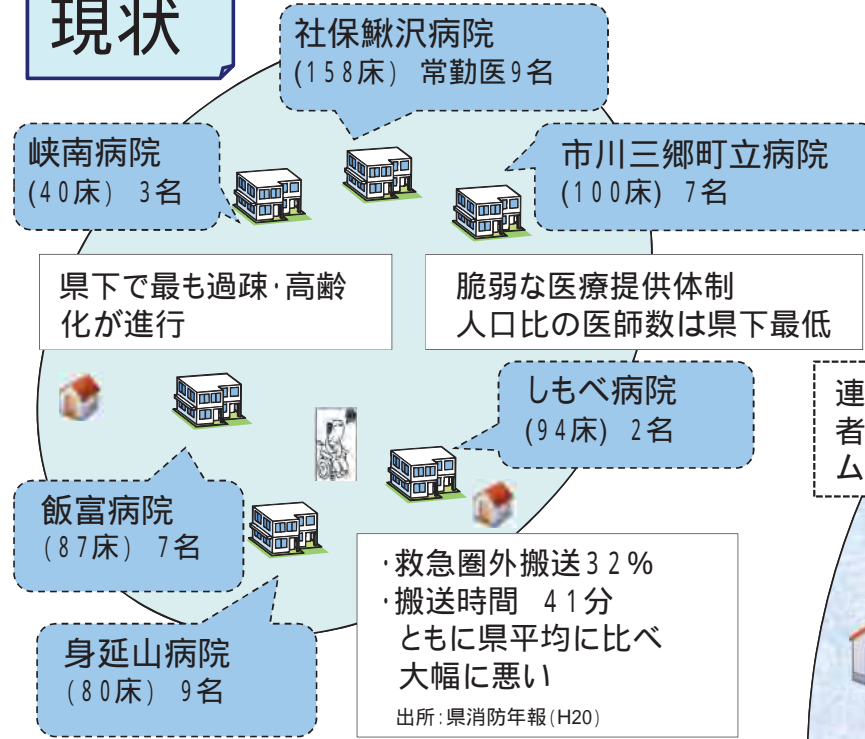 現状
社保鰍沢病院
(158床) 常勤医9名
峡南病院
(40床) 3名
市川三郷町立病院
(100床) 7名
県下で最も過疎・高齢
化が進行
脆弱な医療提供体制
人口比の医師数は県下最低
しもべ病院
(94床) 2名
連
者
ム
飯富病院
(87床) 7名
・救急圏外搬送32%
・搬送時間 41分
ともに県平均に比べ
大幅に悪い
出所:県消防年報(H20)
身延山病院
(80床) 9名